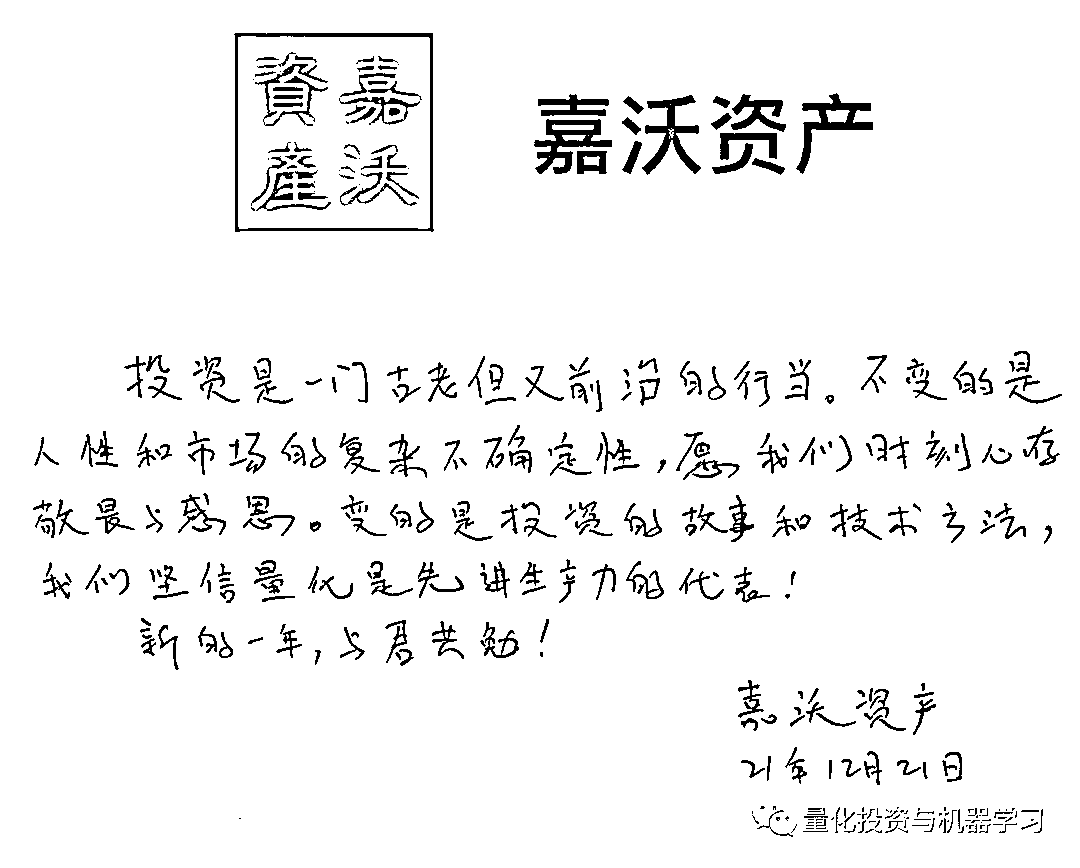 資嘉
產沃
嘉沃资产
投资是一门古老但又前沿的行当。不变的是
人性和市场的复杂不确定性，愿我们时刻心存
敬畏与感恩。变的是投资的故事和技术方法，
我们坚信量化是先进生产力的代表！
新的一年，与君共勉！
嘉沃资产
21年12月21日
量化投资与机器学习